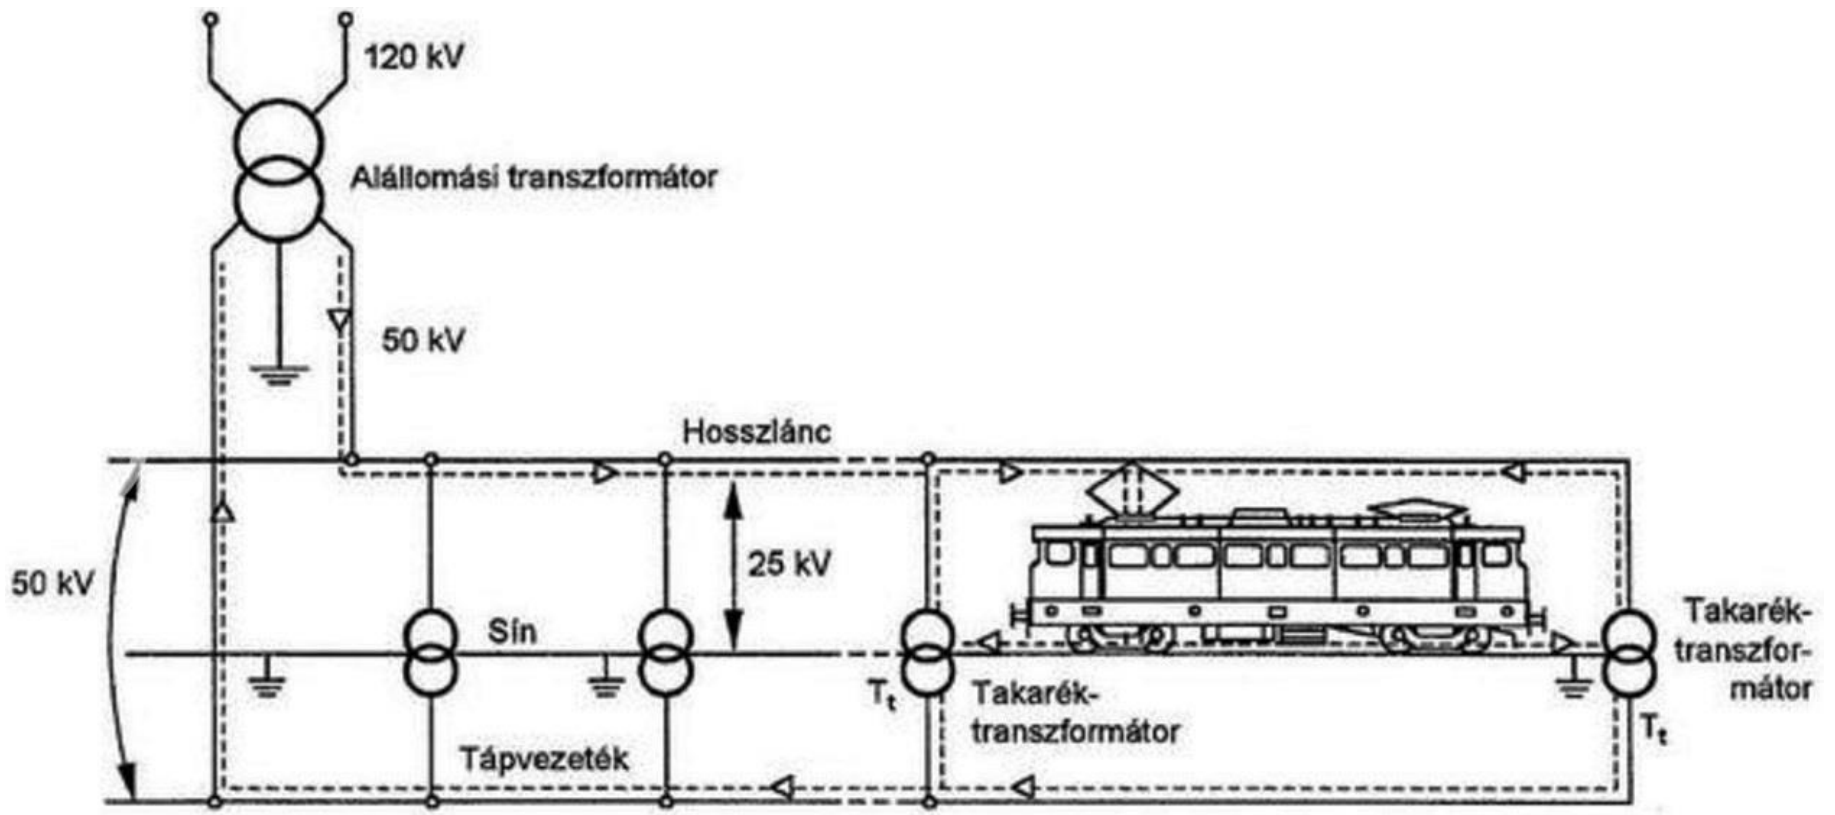 120 kV
Alállomási transzformátor
50 kV
Hosszlánc
50 kV
25 kV
Sín
Takarék-
transzfor-
mátor
Tt
Takarék-
transzformátor
Tt
Tápvezeték